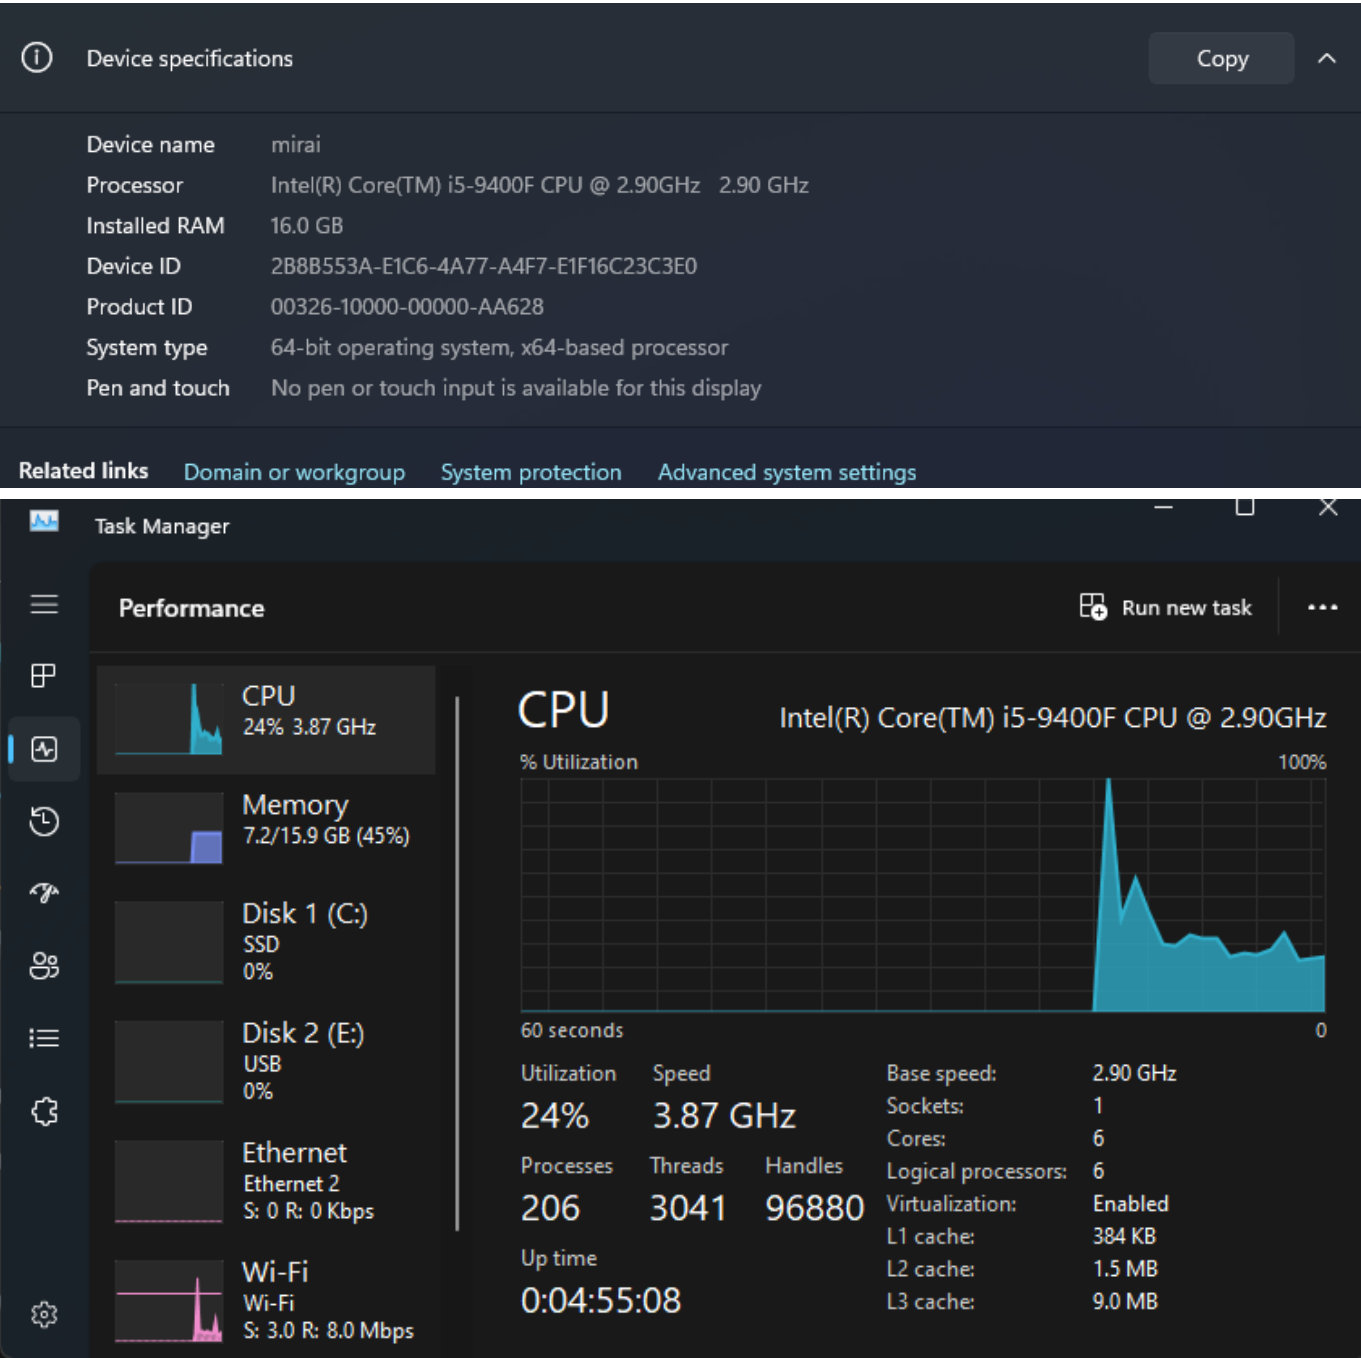 Device specifications
Copy
Device name mirai
Processor Intel(R) Core(TM) i5-9400F CPU @ 2.90GHz 2.90 GHz
Installed RAM 16.0 GB
Device ID 2B8B553A-E1C6-4A77-A4F7-E1F16C23C3E0
Product ID 00326-10000-00000-AA628
System type 64-bit operating system, x64-based processor
Pen and touch No pen or touch input is available for this display
Related links Domain or workgroup System protection Advanced system settings
Task Manager
Performance
Run new task
CPU
24% 3.87 GHz
Memory
7.2/15.9 GB (45%)
Disk 1 (C:)
SSD
0%
Disk 2 (E:)
USB
0%
Ethernet
Ethernet 2
S: 0 R: 0 Kbps
Wi-Fi
Wi-Fi
S: 3.0 R: 8.0 Mbps
CPU Intel(R) Core(TM) i5-9400F CPU @ 2.90GHz
% Utilization 100%
60 seconds 0
Utilization Speed
24% 3.87 GHz
Processes Threads Handles
206 3041 96880
Up time
0:04:55:08
Base speed: 2.90 GHz
Sockets: 1
Cores: 6
Logical processors: 6
Virtualization: Enabled
L1 cache: 384 KB
L2 cache: 1.5 MB
L3 cache: 9.0 MB